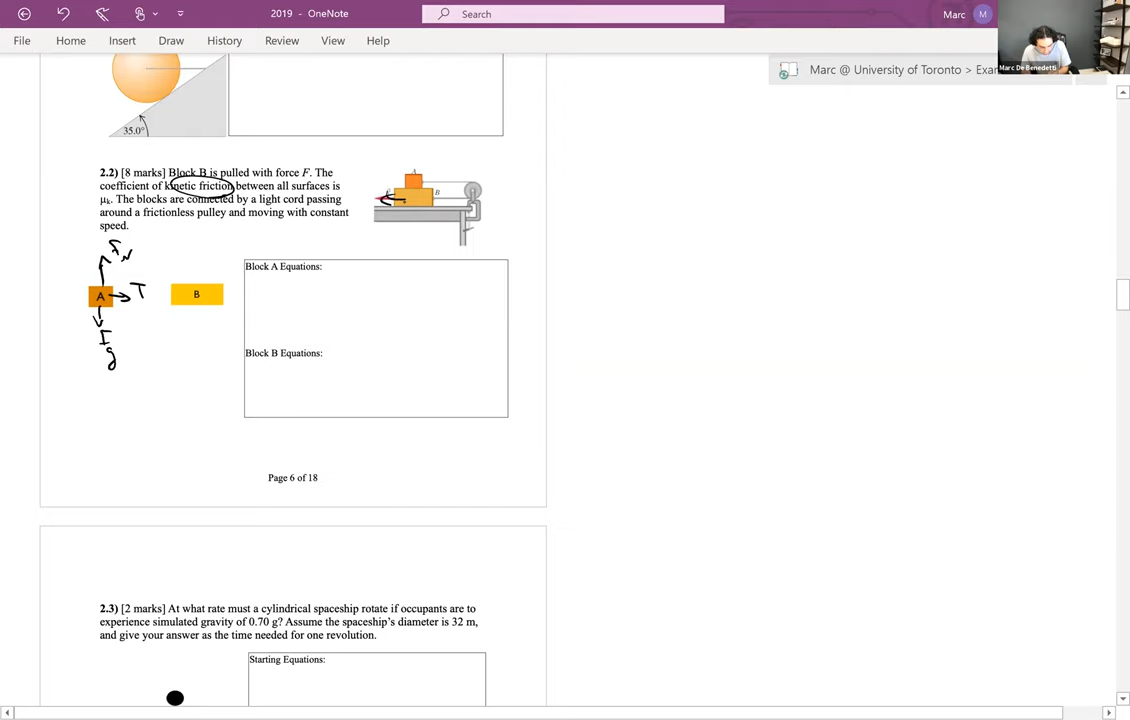 2019 - OneNote
Search
Marc
M
File
Home
Insert
Draw
History
Review
View
Help
Marc De Benedetti
Marc @ University of Toronto > Exa
35.0°
2.2) [8 marks] Block B is pulled with force F. The
coefficient of kinetic friction between all surfaces is
μk. The blocks are connected by a light cord passing
around a frictionless pulley and moving with constant
speed.
A
B
FN
A
T
Fg
B
Block A Equations:
Block B Equations:
Page 6 of 18
2.3) [2 marks] At what rate must a cylindrical spaceship rotate if occupants are to
experience simulated gravity of 0.70 g? Assume the spaceship's diameter is 32 m,
and give your answer as the time needed for one revolution.
Starting Equations: